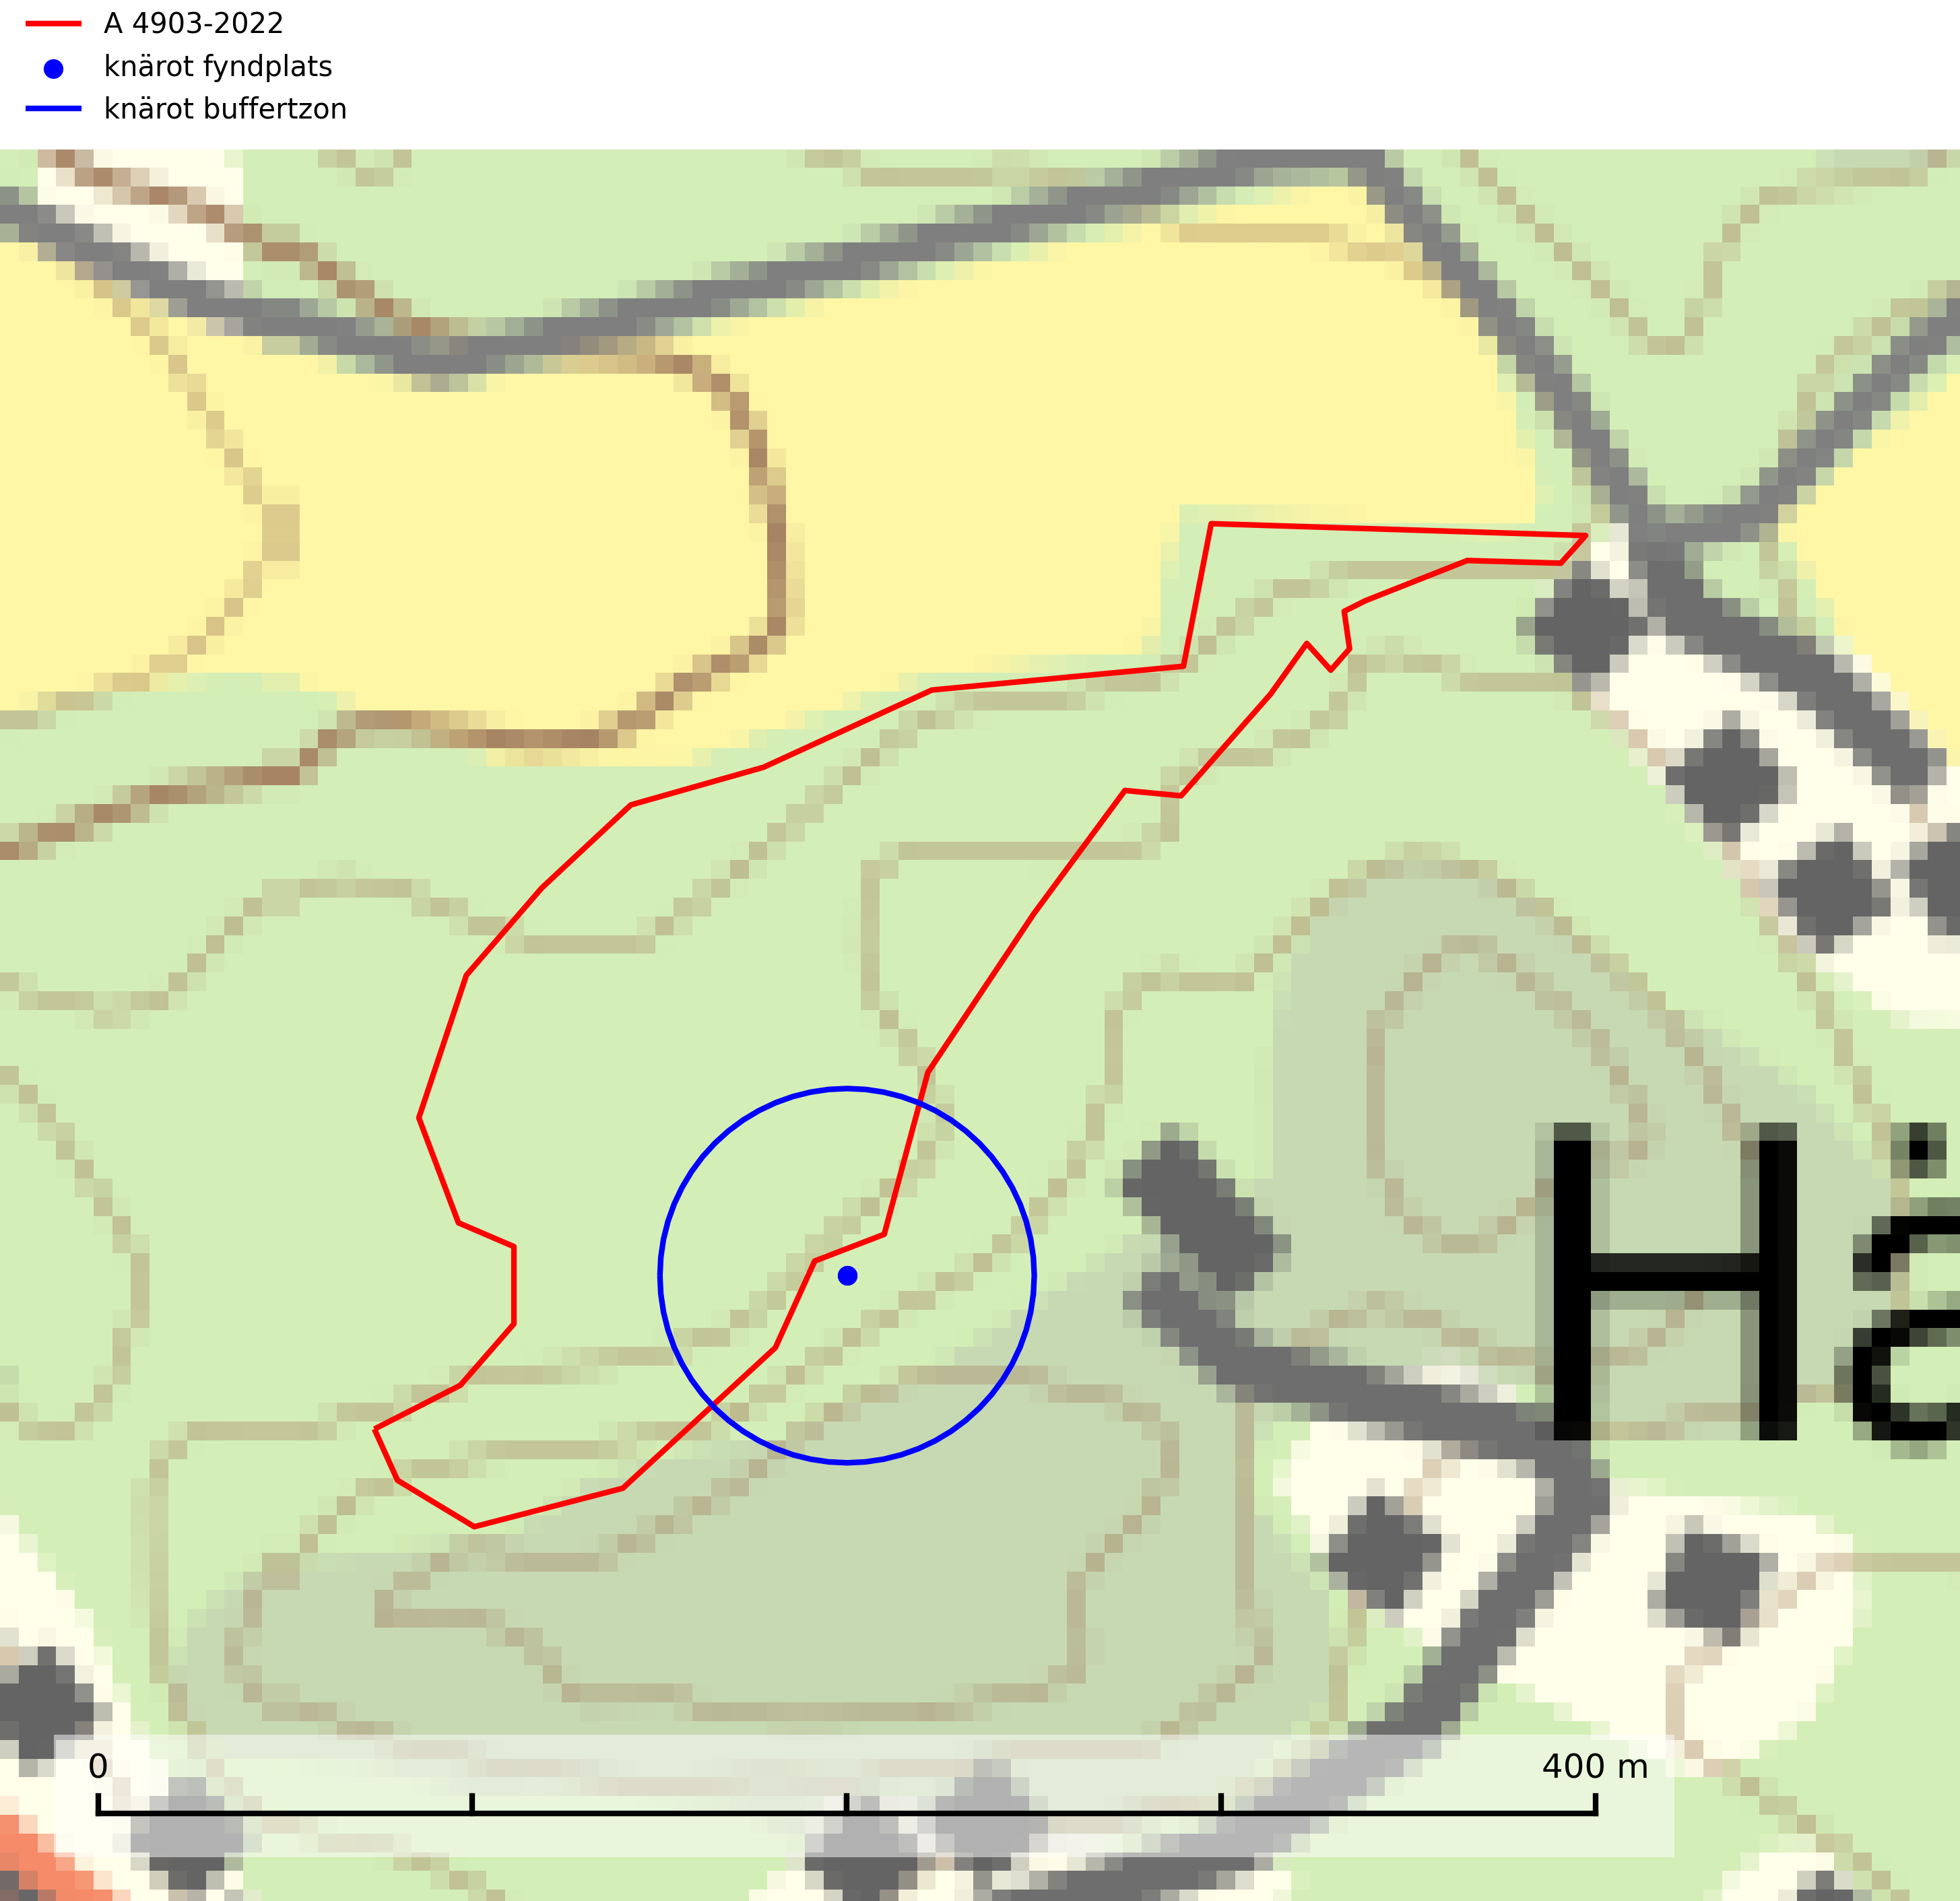 A 4903-2022
knärot fyndplats
knärot buffertzon
0 400 m